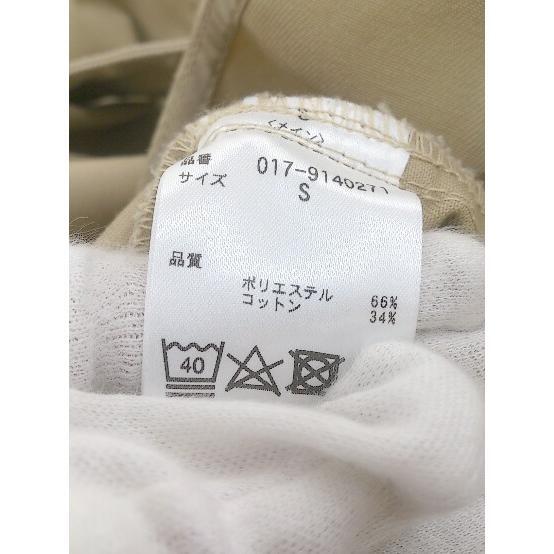 〈メイン〉
品番 017-914027
サイズ S
品質
ポリエステル 66%
コットン 34%
40